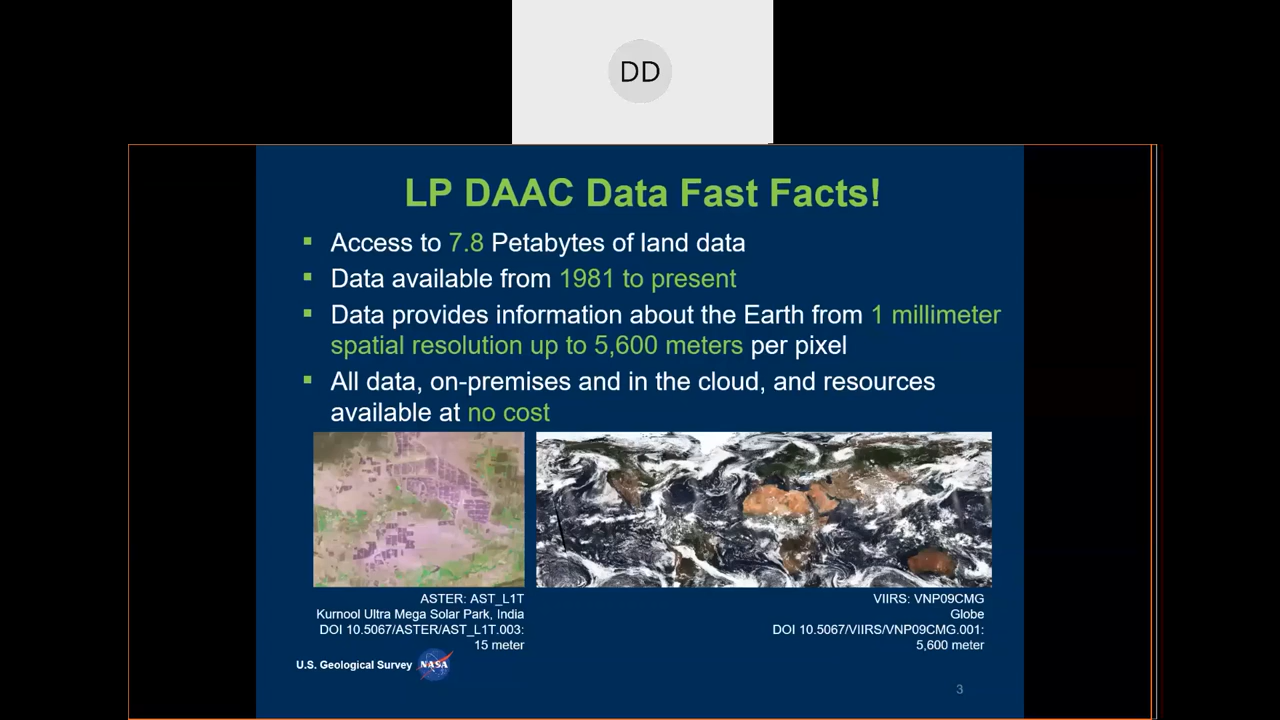 DD
LP DAAC Data Fast Facts!
Access to 7.8 Petabytes of land data
Data available from 1981 to present
Data provides information about the Earth from 1 millimeter
spatial resolution up to 5,600 meters per pixel
All data, on-premises and in the cloud, and resources
available at no cost
ASTER: AST_L1T
Kurnool Ultra Mega Solar Park, India
DOI 10.5067/ASTER/AST_L1T.003:
15 meter
VIIRS: VNP09CMG
Globe
DOI 10.5067/VIIRS/VNP09CMG.001:
5,600 meter
U.S. Geological Survey
NASA
3